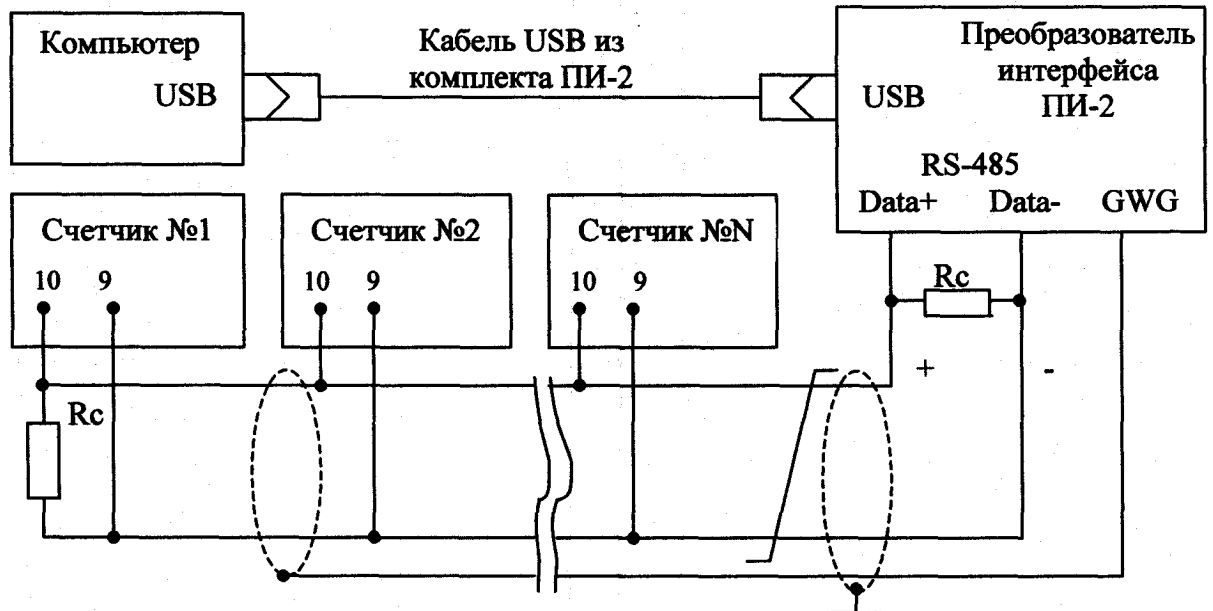 Компьютер
USB
Кабель USB из
комплекта ПИ-2
Преобразователь
интерфейса
ПИ-2
USB
RS-485
Data+ Data- GWG
Счетчик №1
10 9
Счетчик №2
10 9
Счетчик №N
10 9
Rc
+ -
Rc